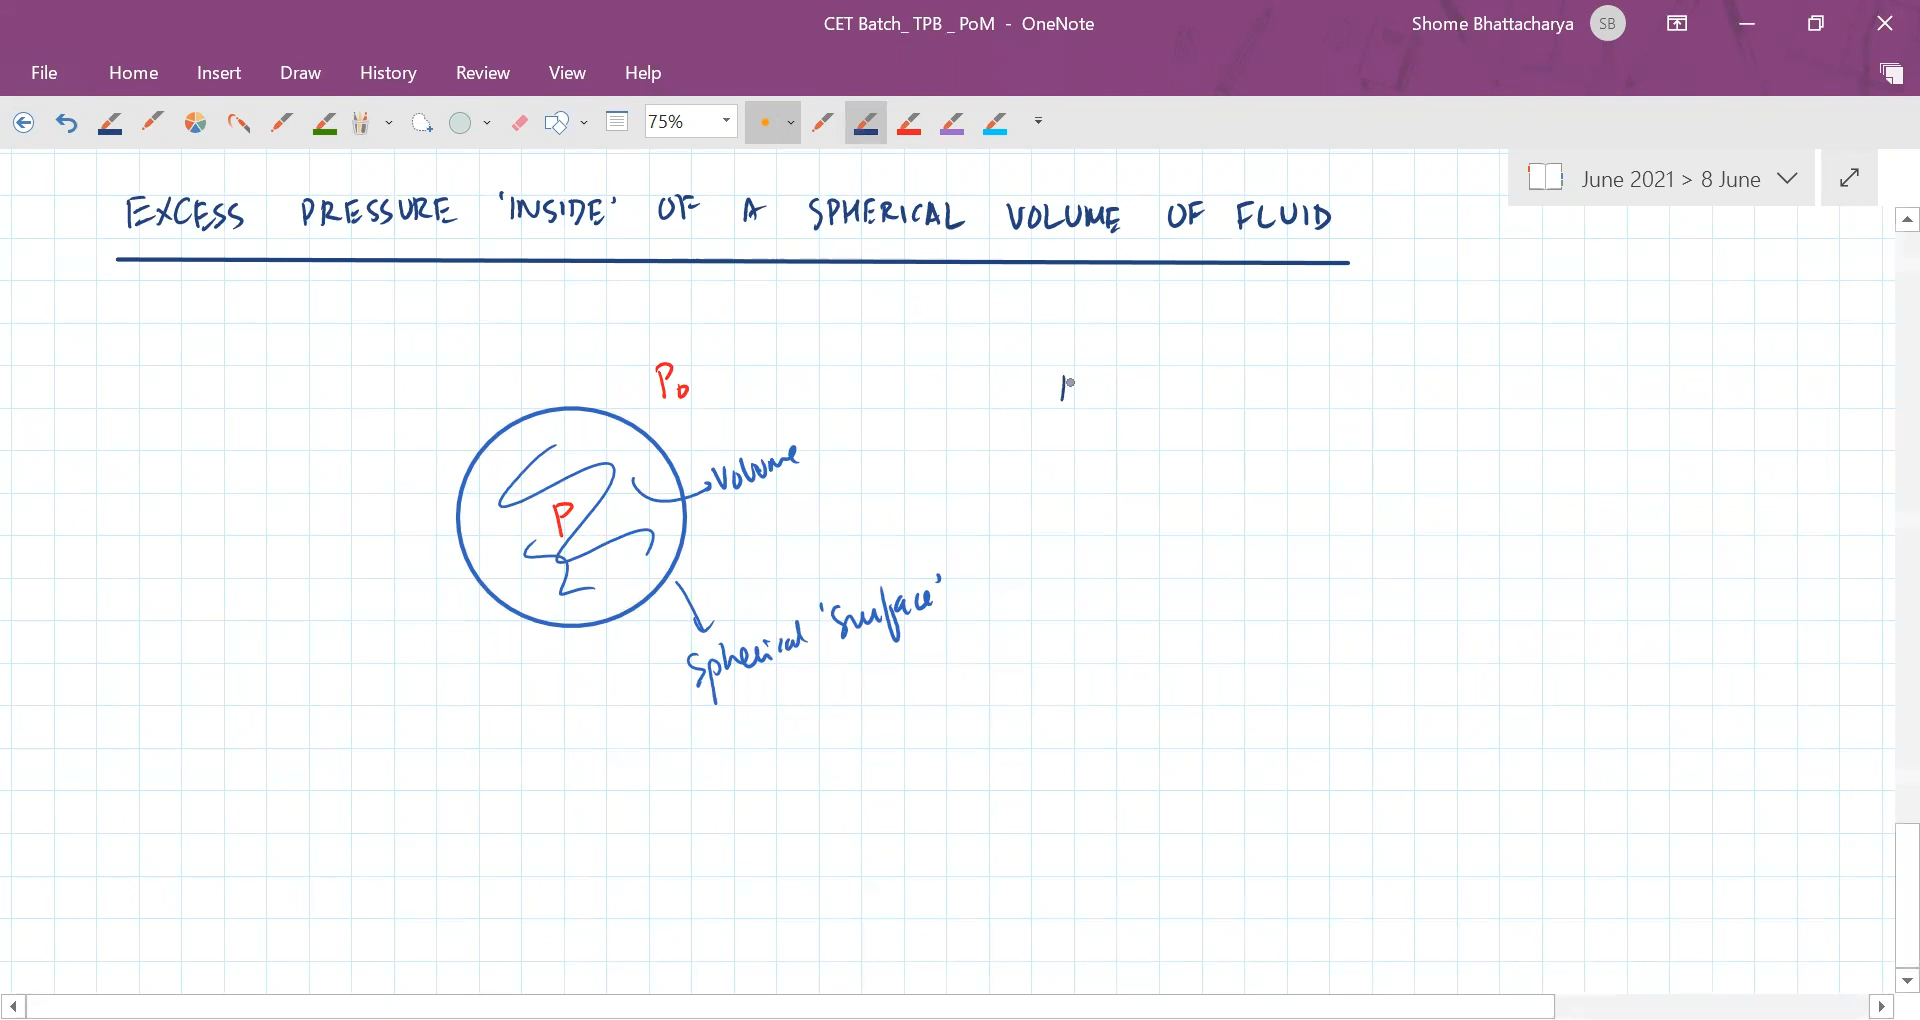 CET Batch_ TPB _ PoM - OneNote
Shome Bhattacharya SB
File Home Insert Draw History Review View Help
75%
June 2021 > 8 June
EXCESS PRESSURE 'INSIDE' OF A SPHERICAL VOLUME OF FLUID
P₀
Volume
P
Spherical 'surface'